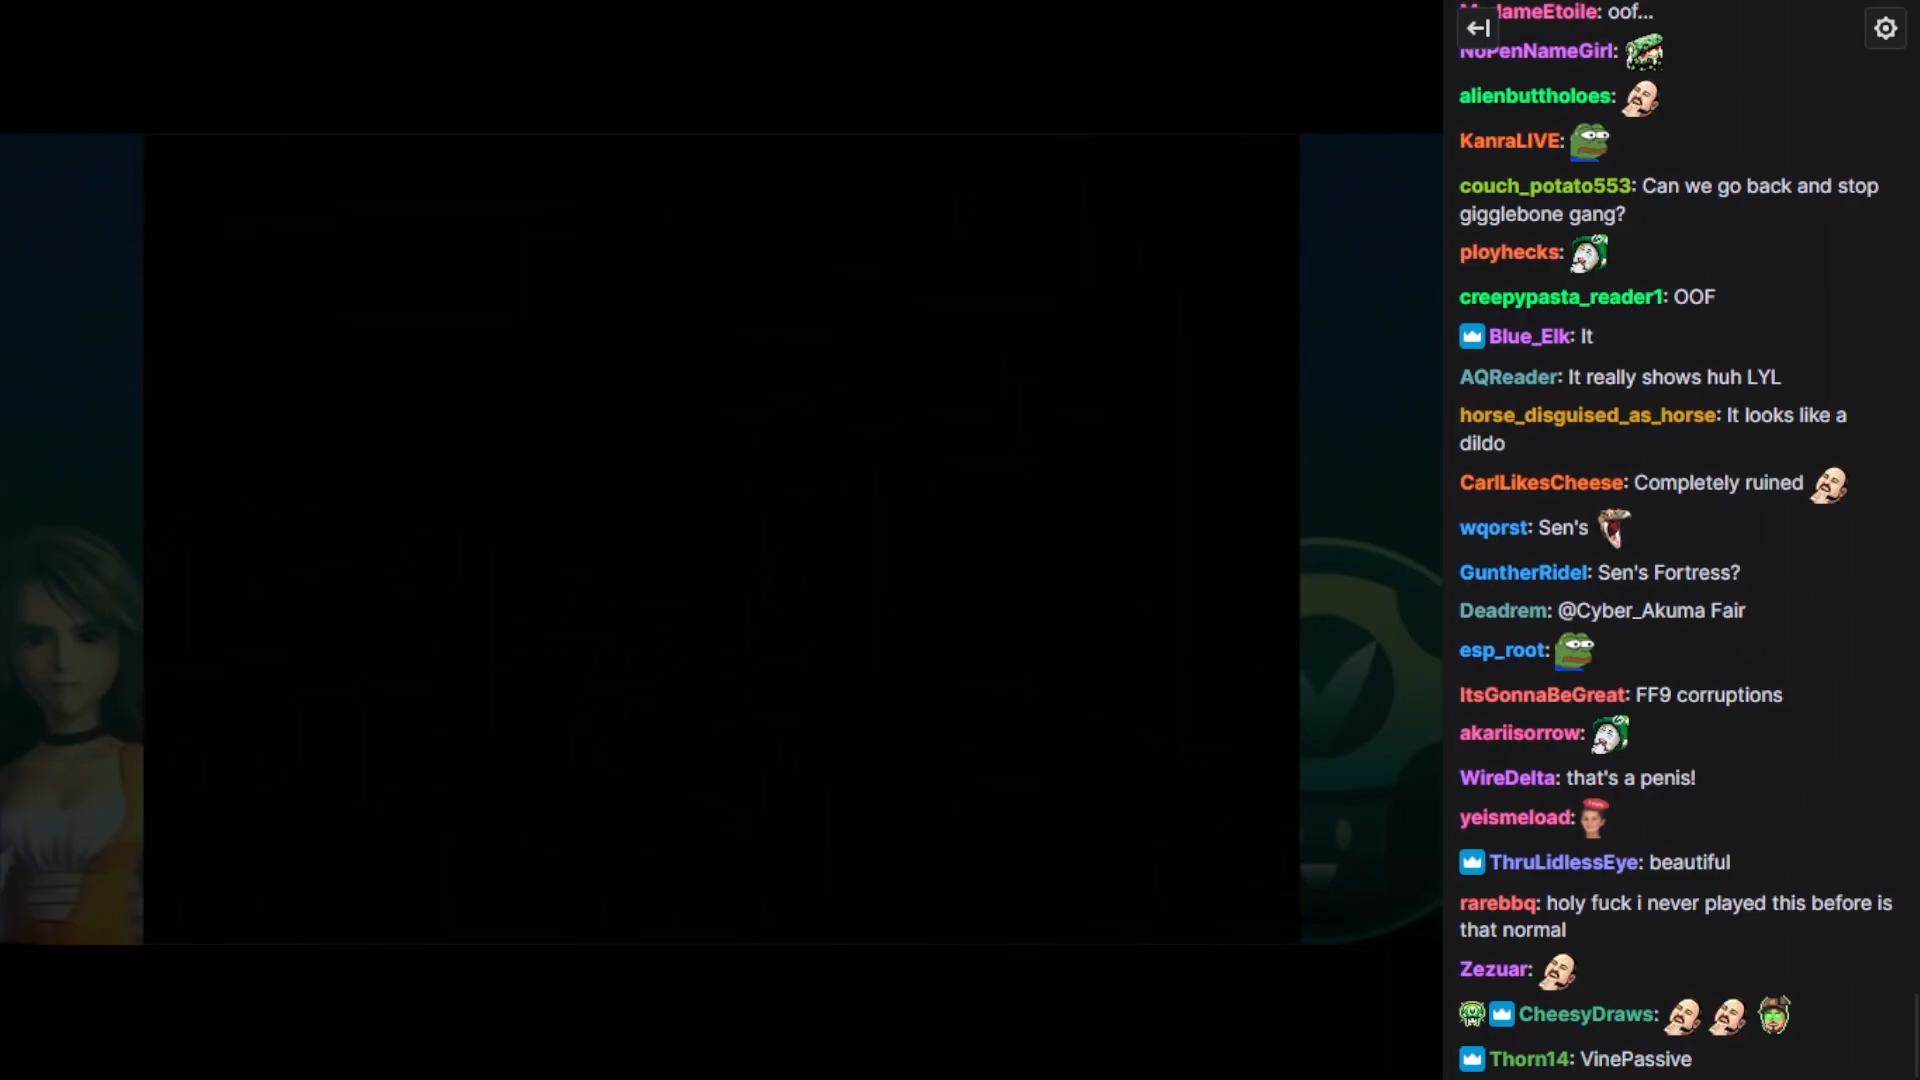 lameEtoile: oof...
NoPenNameGirl:
alienbuttholoes:
KanraLIVE:
couch_potato553: Can we go back and stop
gigglebone gang?
ployhecks:
creepypasta_reader1: OOF
Blue_Elk: It
AQReader: It really shows huh LYL
horse_disguised_as_horse: It looks like a
dildo
CarlLikesCheese: Completely ruined
wqorst: Sen's
GuntherRidel: Sen's Fortress?
Deadrem: @Cyber_Akuma Fair
esp_root:
ItsGonnaBeGreat: FF9 corruptions
akariisorrow:
WireDelta: that's a penis!
yeismeload:
ThruLidlessEye: beautiful
rarebbq: holy fuck i never played this before is
that normal
Zezuar:
CheesyDraws:
Thorn14: VinePassive